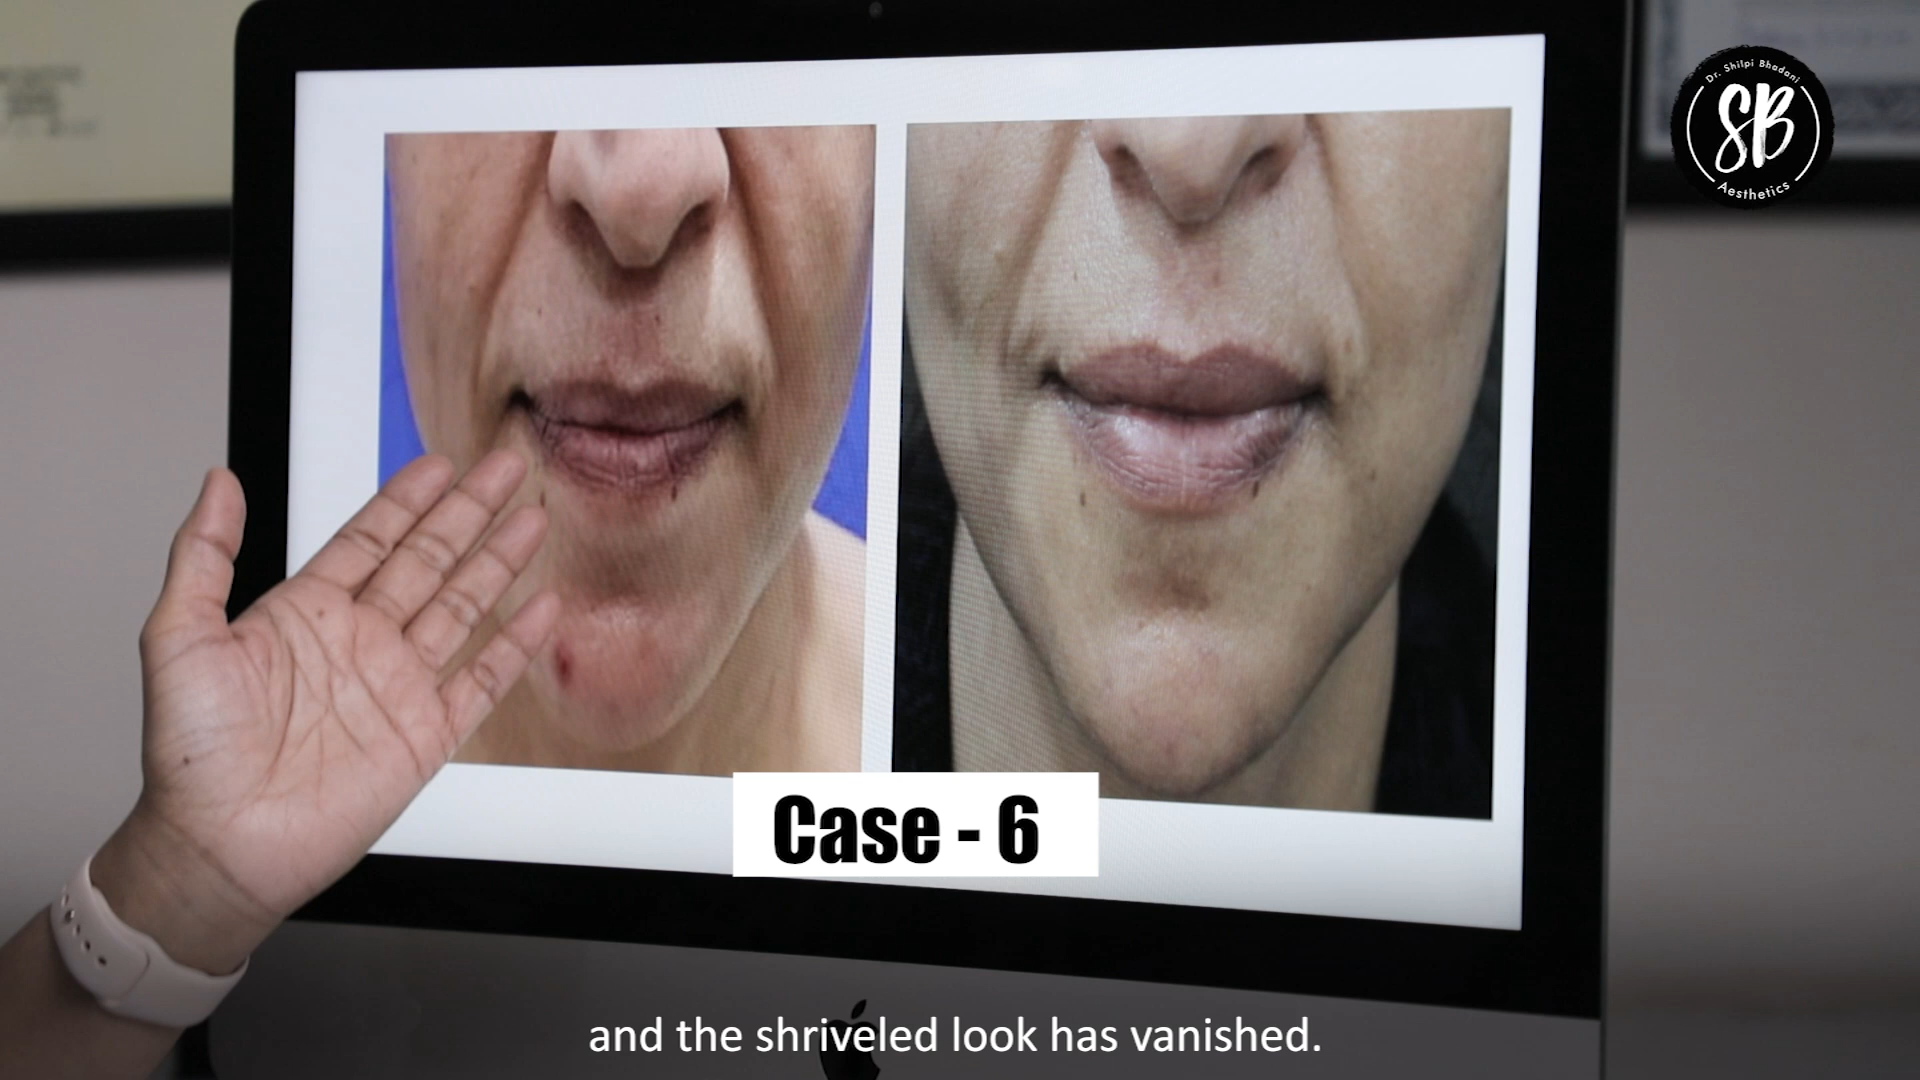 Dr. Shilpi Bhadani
SB
Aesthetics
Case - 6
and the shriveled look has vanished.